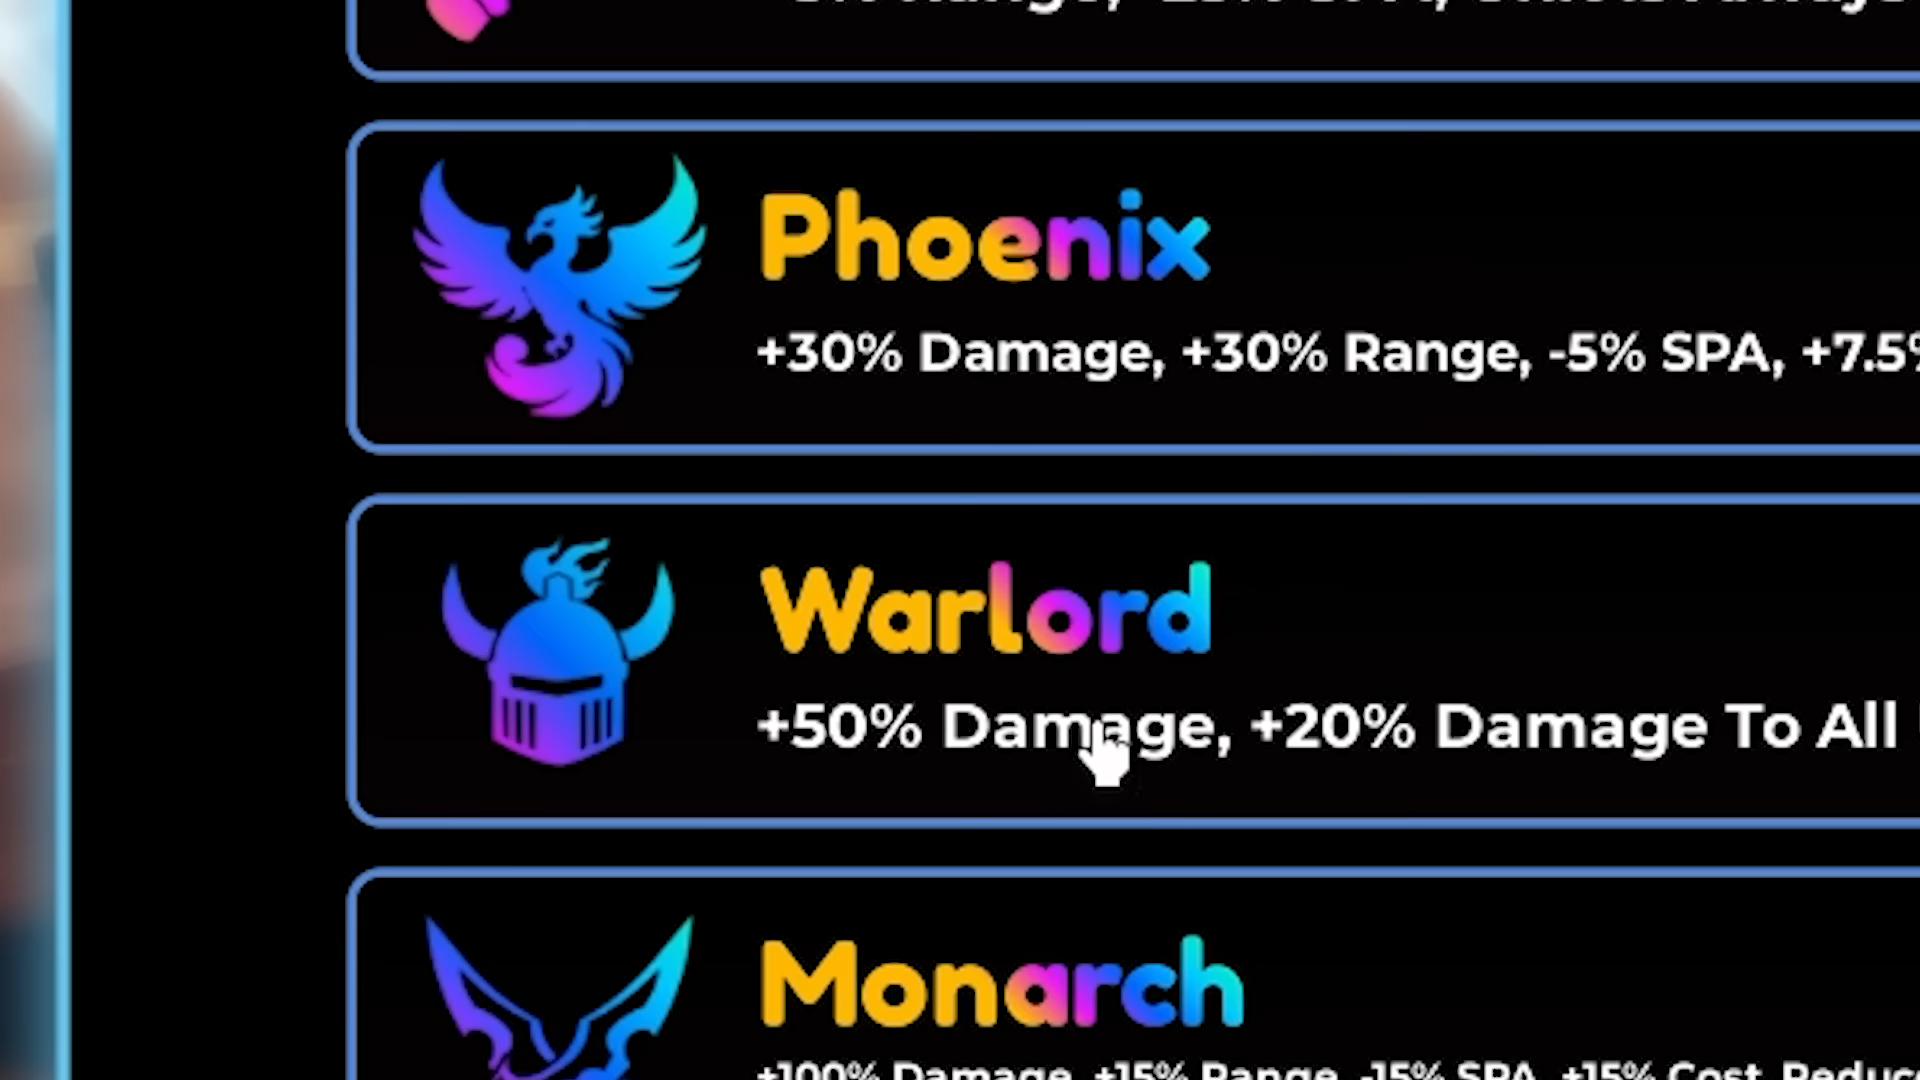 Phoenix
+30% Damage, +30% Range, -5% SPA, +7.5%
Warlord
+50% Damage, +20% Damage To All
Monarch
+100% Damage, +15% Range, -15% SPA, +15% Cost